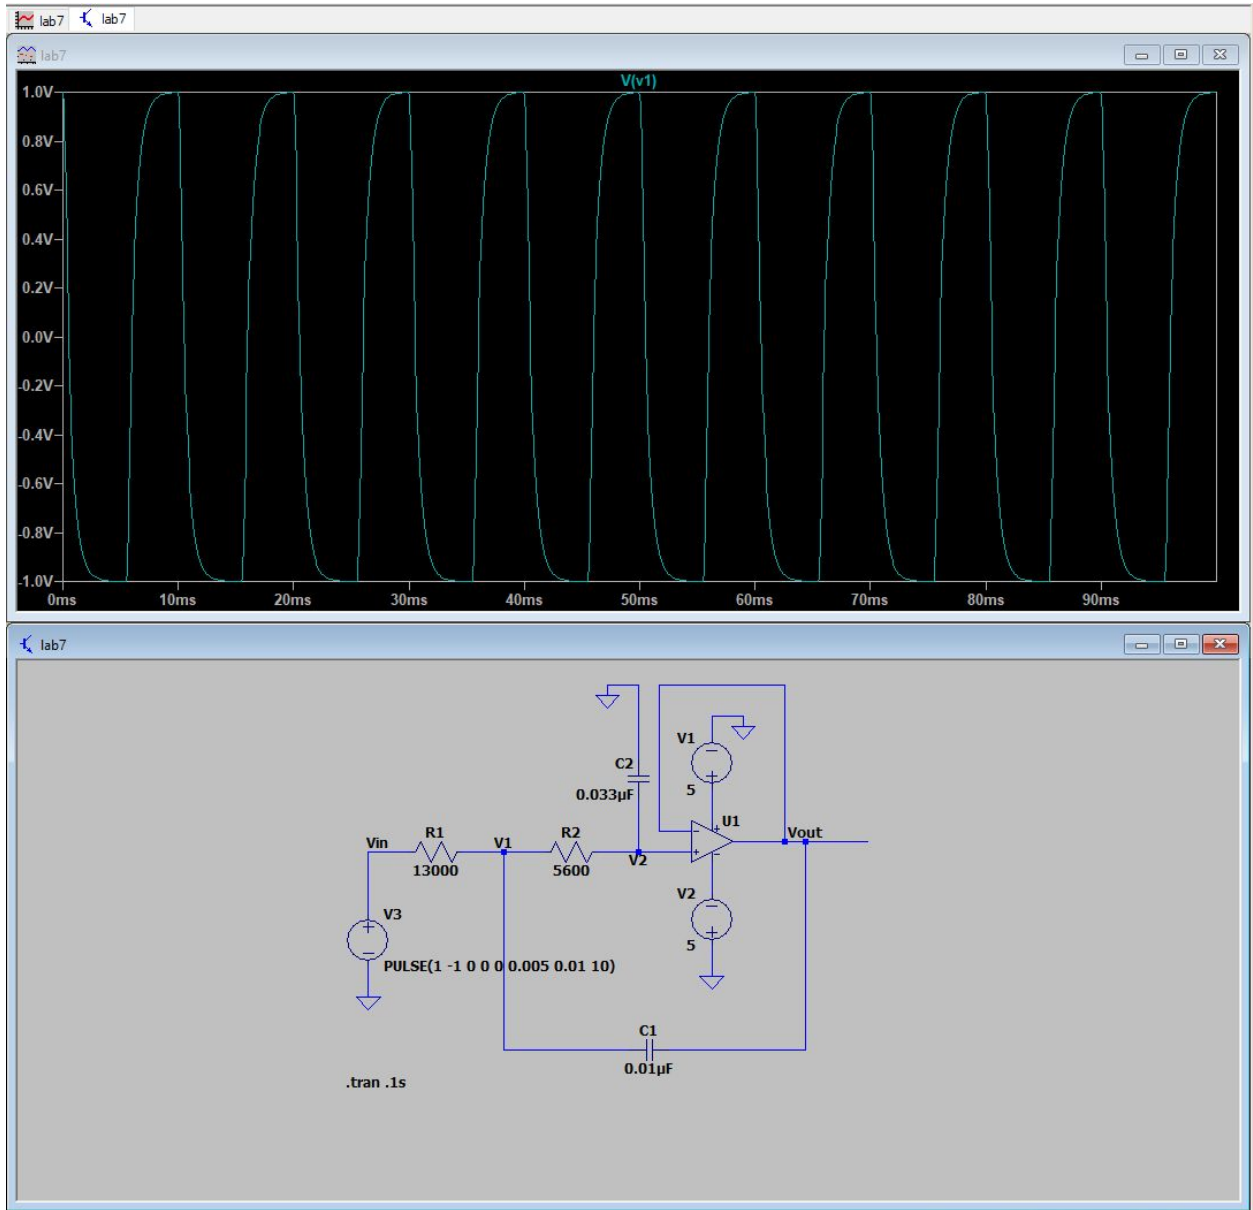 lab7 lab7
lab7
V(v1)
1.0V
0.8V
0.6V
0.4V
0.2V
0.0V
-0.2V
-0.4V
-0.6V
-0.8V
-1.0V
0ms 10ms 20ms 30ms 40ms 50ms 60ms 70ms 80ms 90ms
lab7
V1
C2
5
0.033µF
U1
Vin R1 V1 R2 V2 Vout
13000 5600
V2
V3
5
PULSE(1 -1 0 0 0 0.005 0.01 10)
C1
0.01µF
.tran .1s